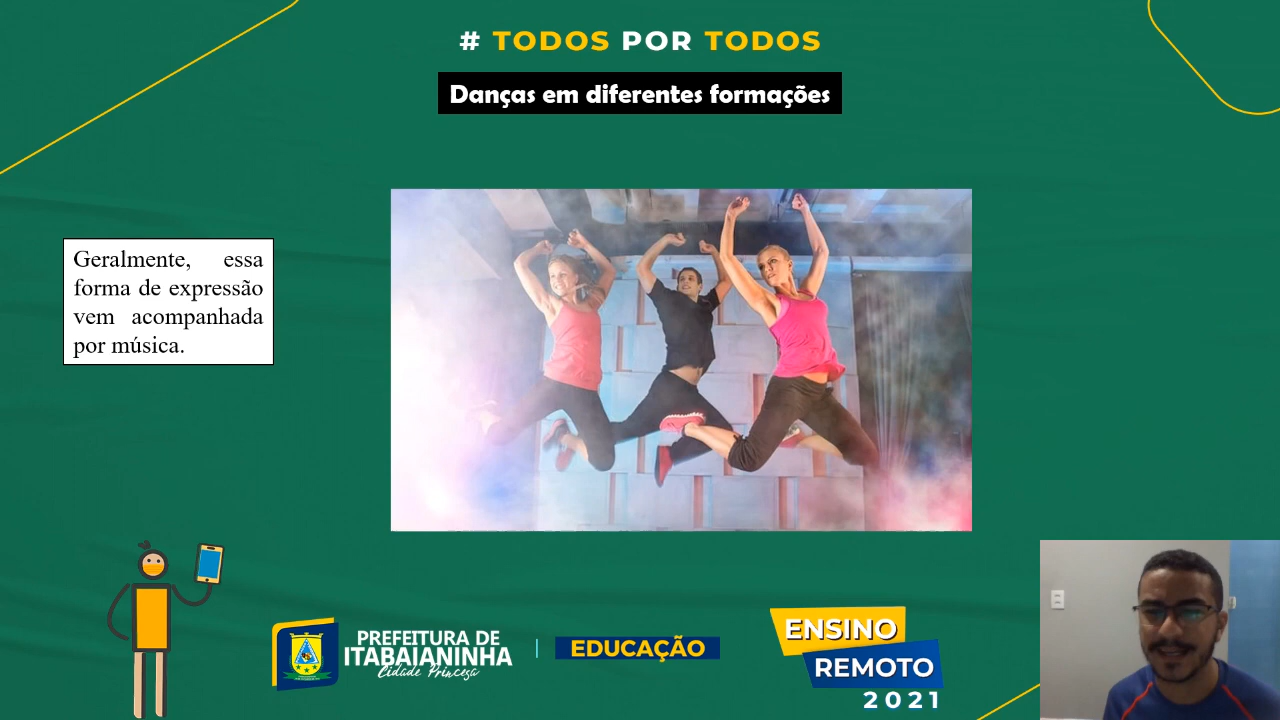 # TODOS POR TODOS
Danças em diferentes formações
Geralmente, essa
forma de expressão
vem acompanhada
por música.
PREFEITURA DE
ITABAIANINHA
Cidade Princesa
EDUCAÇÃO
ENSINO
REMOTO
2021